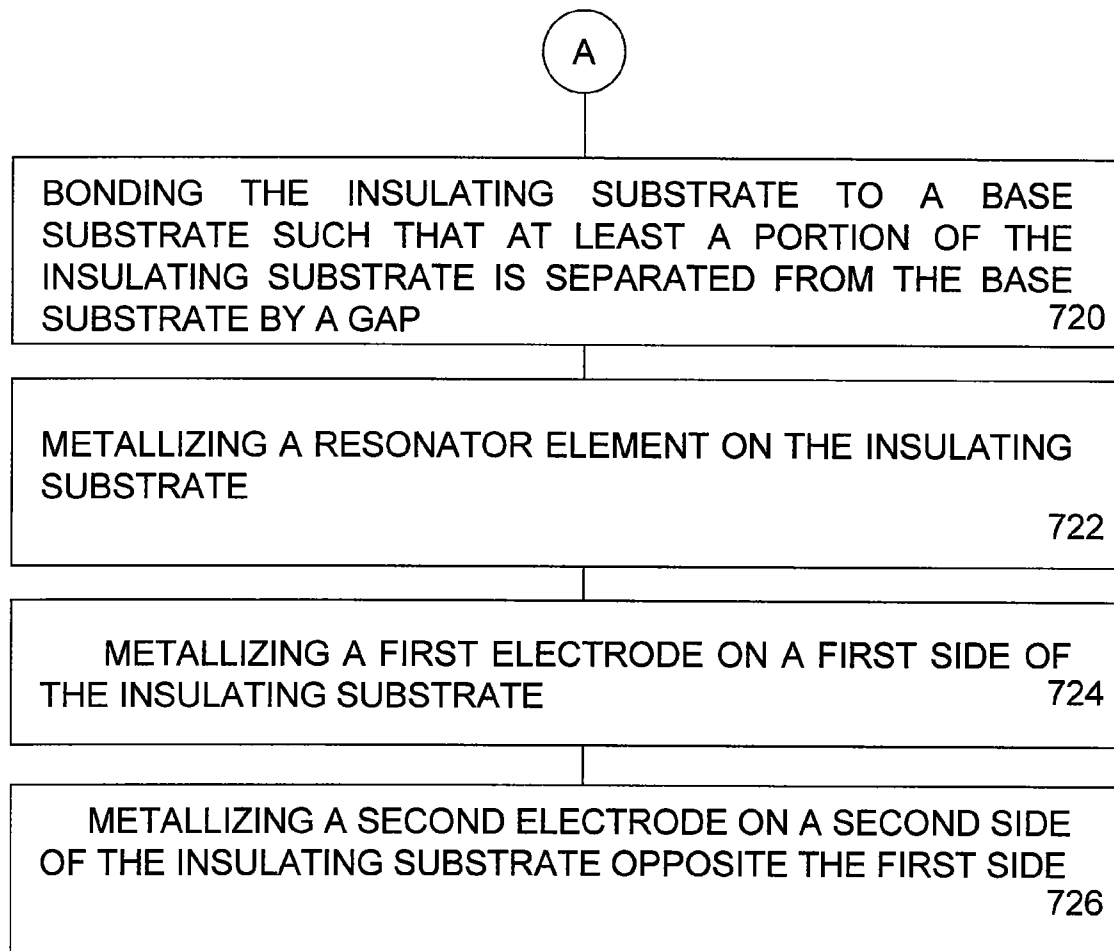 A
BONDING THE INSULATING SUBSTRATE TO A BASE
SUBSTRATE SUCH THAT AT LEAST A PORTION OF THE
INSULATING SUBSTRATE IS SEPARATED FROM THE BASE
SUBSTRATE BY A GAP 720
METALLIZING A RESONATOR ELEMENT ON THE INSULATING
SUBSTRATE
722
METALLIZING A FIRST ELECTRODE ON A FIRST SIDE OF
THE INSULATING SUBSTRATE 724
METALLIZING A SECOND ELECTRODE ON A SECOND SIDE
OF THE INSULATING SUBSTRATE OPPOSITE THE FIRST SIDE
726